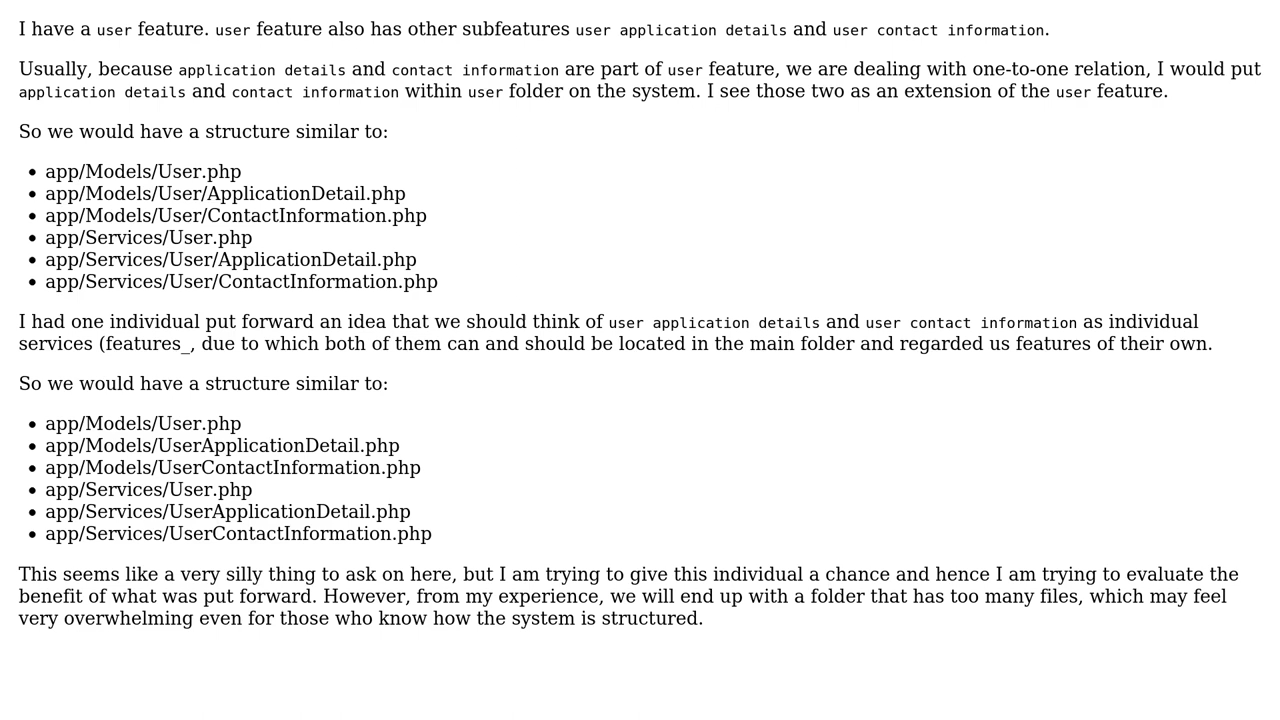 I have a user feature. user feature also has other subfeatures user application details and user contact information.
Usually, because application details and contact information are part of user feature, we are dealing with one-to-one relation, I would put
application details and contact information within user folder on the system. I see those two as an extension of the user feature.
So we would have a structure similar to:
• app/Models/User.php
• app/Models/User/ApplicationDetail.php
• app/Models/User/ContactInformation.php
• app/Services/User.php
• app/Services/User/ApplicationDetail.php
• app/Services/User/ContactInformation.php
I had one individual put forward an idea that we should think of user application details and user contact information as individual
services (features_, due to which both of them can and should be located in the main folder and regarded us features of their own.
So we would have a structure similar to:
• app/Models/User.php
• app/Models/UserApplicationDetail.php
• app/Models/UserContactInformation.php
• app/Services/User.php
• app/Services/UserApplicationDetail.php
• app/Services/UserContactInformation.php
This seems like a very silly thing to ask on here, but I am trying to give this individual a chance and hence I am trying to evaluate the
benefit of what was put forward. However, from my experience, we will end up with a folder that has too many files, which may feel
very overwhelming even for those who know how the system is structured.